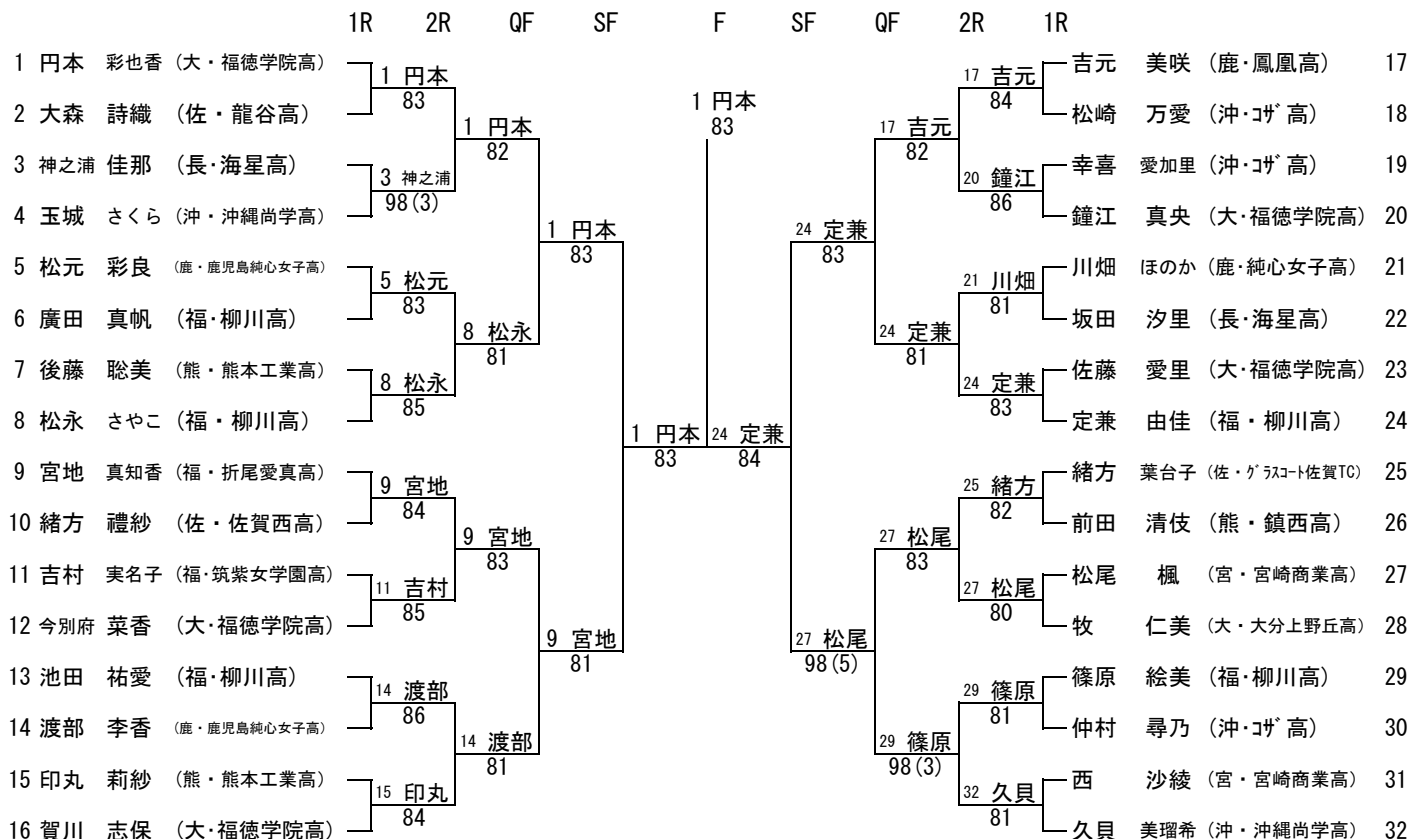 1R 2R QF SF F SF QF 2R 1R
1 円本 彩也香 (大・福徳学院高) 吉元 美咲 (鹿・鳳凰高) 17
1 円本 17 吉元
83 84
1 円本
83
2 大森 詩織 (佐・龍谷高) 松崎 万愛 (沖・コザ高) 18
1 円本 17 吉元
82 82
3 神之浦 佳那 (長・海星高) 幸喜 愛加里 (沖・コザ高) 19
3 神之浦 20 鐘江
98(3) 86
4 玉城 さくら (沖・沖縄尚学高) 鐘江 真央 (大・福徳学院高) 20
1 円本 24 定兼
83 83
5 松元 彩良 (鹿・鹿児島純心女子高) 川畑 ほのか (鹿・純心女子高) 21
5 松元 21 川畑
83 81
6 廣田 真帆 (福・柳川高) 坂田 汐里 (長・海星高) 22
8 松永 24 定兼
81 81
7 後藤 聡美 (熊・熊本工業高) 佐藤 愛里 (大・福徳学院高) 23
8 松永 24 定兼
85 83
8 松永 さやこ (福・柳川高) 定兼 由佳 (福・柳川高) 24
1 円本 24 定兼
83 84
9 宮地 真知香 (福・折尾愛真高) 緒方 葉台子 (佐・グラスコート佐賀TC) 25
9 宮地 25 緒方
84 82
10 緒方 禮紗 (佐・佐賀西高) 前田 清伎 (熊・鎮西高) 26
9 宮地 27 松尾
83 83
11 吉村 実名子 (福・筑紫女学園高) 松尾 楓 (宮・宮崎商業高) 27
11 吉村 27 松尾
85 80
12 今別府 菜香 (大・福徳学院高) 牧 仁美 (大・大分上野丘高) 28
9 宮地 27 松尾
81 98(5)
13 池田 祐愛 (福・柳川高) 篠原 絵美 (福・柳川高) 29
14 渡部 29 篠原
86 81
14 渡部 李香 (鹿・鹿児島純心女子高) 仲村 尋乃 (沖・コザ高) 30
14 渡部 29 篠原
81 98(3)
15 印丸 莉紗 (熊・熊本工業高) 西 沙綾 (宮・宮崎商業高) 31
15 印丸 32 久貝
84 81
16 賀川 志保 (大・福徳学院高) 久貝 美瑠希 (沖・沖縄尚学高) 32